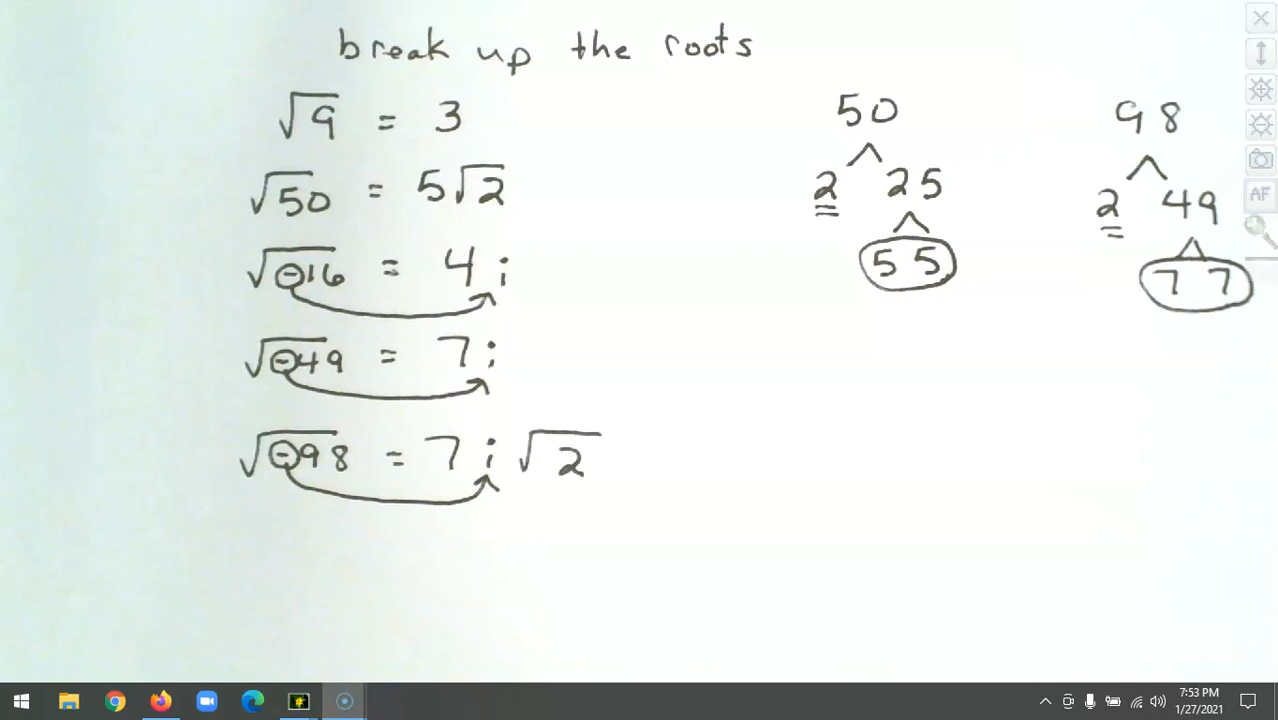 break up the roots
√9 = 3
√50 = 5√2
√-16 = 4i
√-49 = 7i
√-98 = 7i√2
50
2 25
5 5
98
2 49
7 7
AF
7:53 PM
1/27/2021